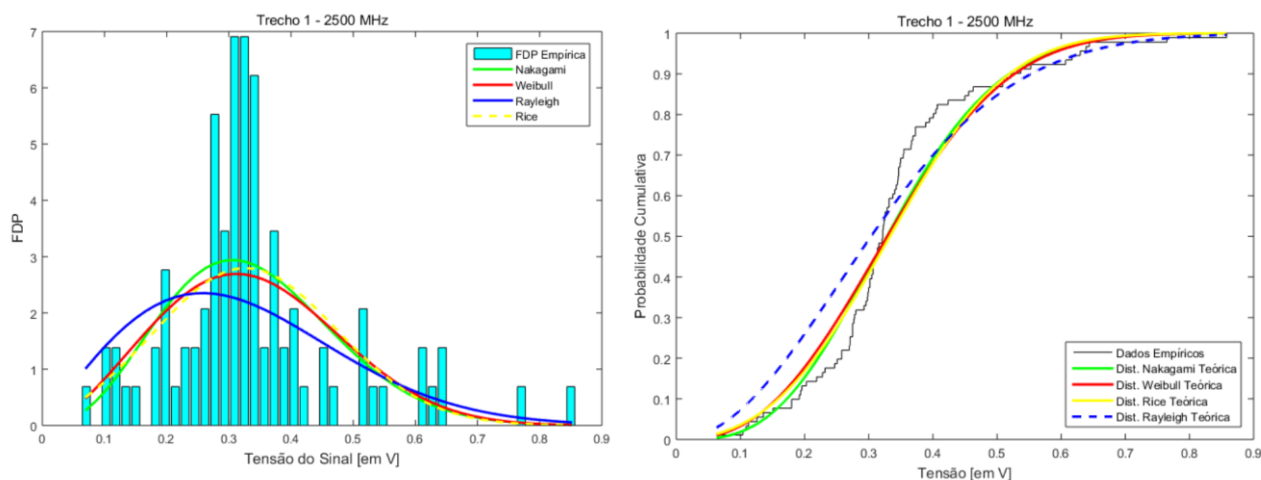 Trecho 1 - 2500 MHz
FDP
7
6
5
4
3
2
1
0
FDP Empírica
Nakagami
Weibull
Rayleigh
Rice
0 0.1 0.2 0.3 0.4 0.5 0.6 0.7 0.8 0.9
Tensão do Sinal [em V]
Trecho 1 - 2500 MHz
Probabilidade Cumulativa
1
0.9
0.8
0.7
0.6
0.5
0.4
0.3
0.2
0.1
0
Dados Empíricos
Dist. Nakagami Teórica
Dist. Weibull Teórica
Dist. Rice Teórica
Dist. Rayleigh Teórica
0 0.1 0.2 0.3 0.4 0.5 0.6 0.7 0.8 0.9
Tensão [em V]